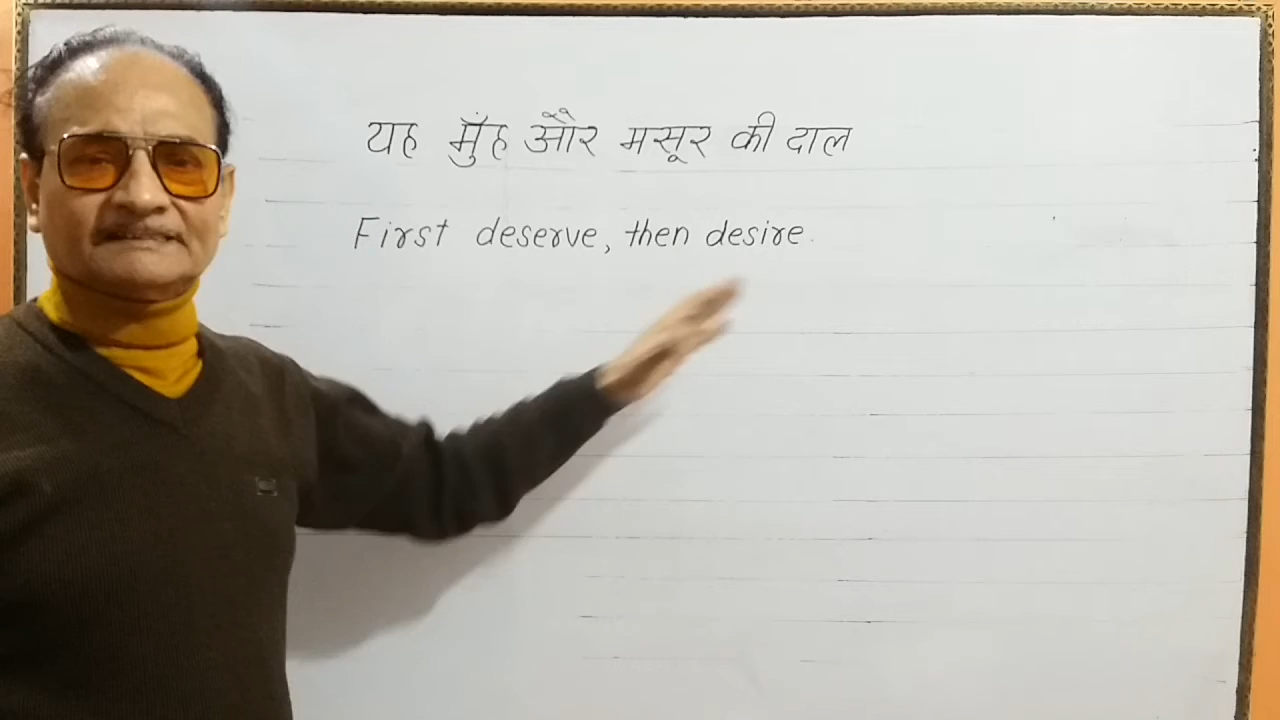 यह मुँह और मसूर की दाल
First deserve, then desire.